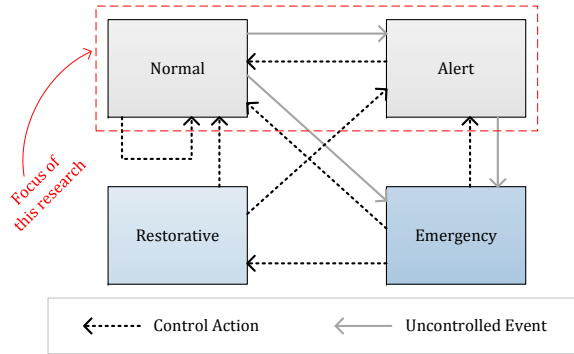 Normal
Alert
Focus of
this research
Restorative
Emergency
Control Action
Uncontrolled Event